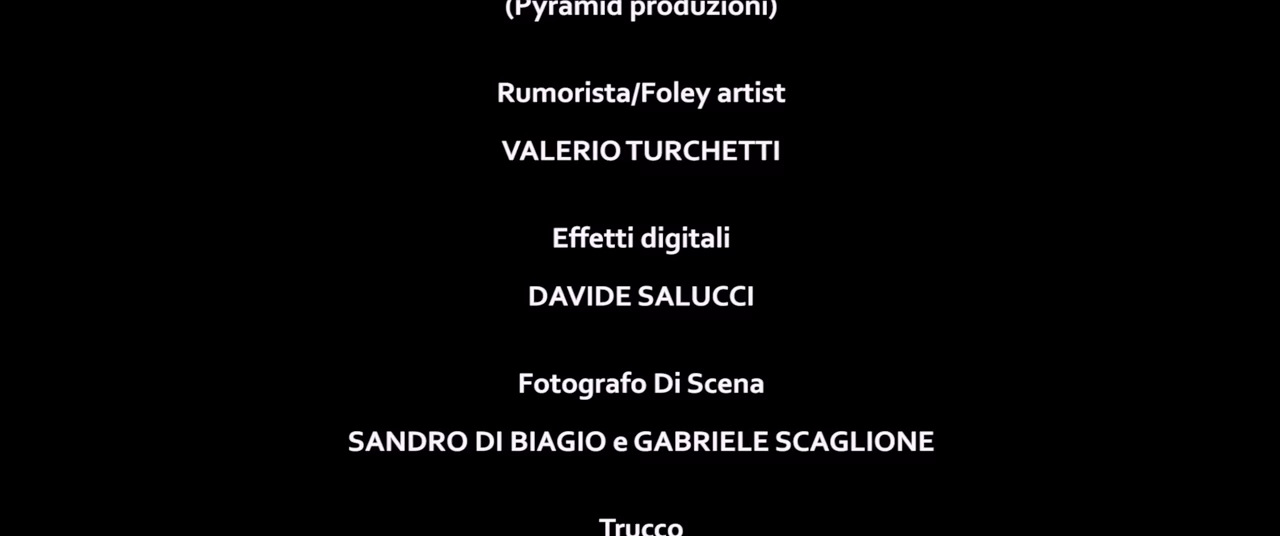 (Pyramid produzioni)
Rumorista/Foley artist
VALERIO TURCHETTI
Effetti digitali
DAVIDE SALUCCI
Fotografo Di Scena
SANDRO DI BIAGIO e GABRIELE SCAGLIONE
Trucco